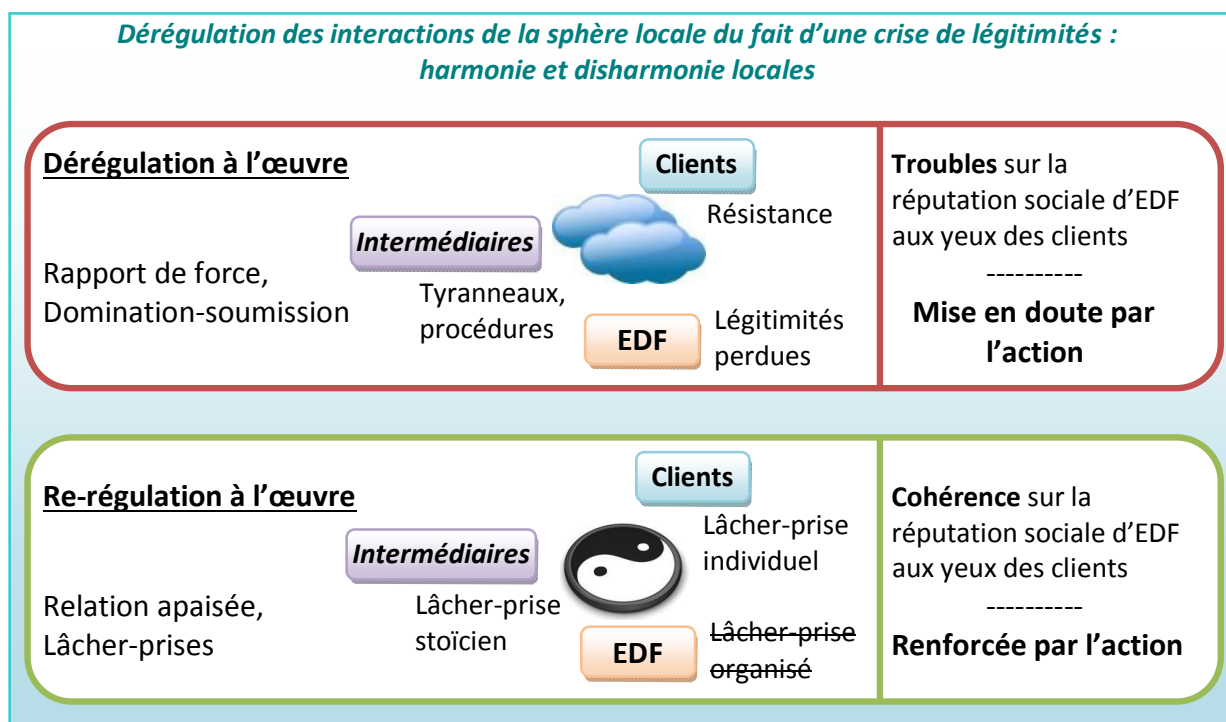 Dérégulation des interactions de la sphère locale du fait d'une crise de légitimités :
harmonie et disharmonie locales
Dérégulation à l'œuvre
Rapport de force,
Domination-soumission
Clients
Résistance
Intermédiaires
Tyranneaux,
procédures
EDF
Légitimités
perdues
Troubles sur la
réputation sociale d'EDF
aux yeux des clients
----------
Mise en doute par
l'action
Re-régulation à l'œuvre
Relation apaisée,
Lâcher-prises
Clients
Lâcher-prise
individuel
Intermédiaires
Lâcher-prise
stoïcien
EDF
Lâcher-prise
organisé
Cohérence sur la
réputation sociale d'EDF
aux yeux des clients
----------
Renforcée par l'action